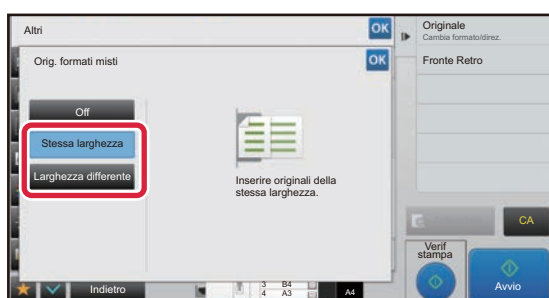 Altri
OK
Originale
Cambia formato/direz.
Orig. formati misti
OK
Fronte Retro
Off
Stessa larghezza
Larghezza differente
Inserire originali della
stessa larghezza.
CA
Verif
stampa
Avvio
Indietro
3 B4
4 A3
A4